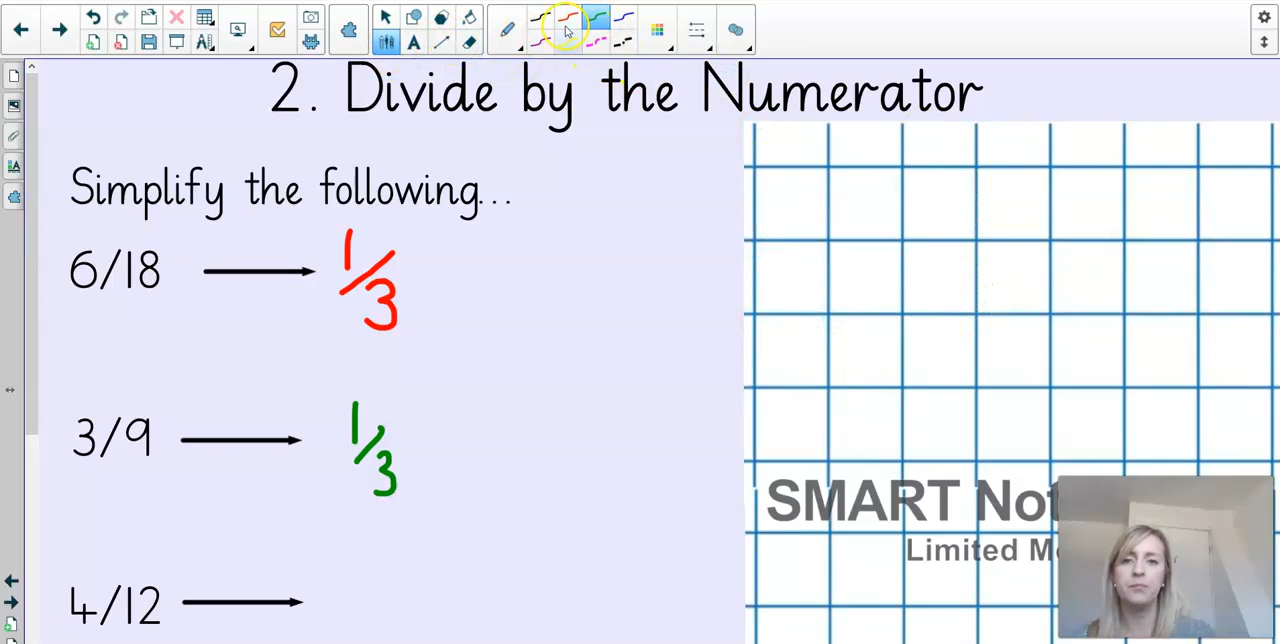 2. Divide by the Numerator
Simplify the following...
6/18 → 1/3
3/9 → 1/3
4/12 →
SMART Not
Limited M